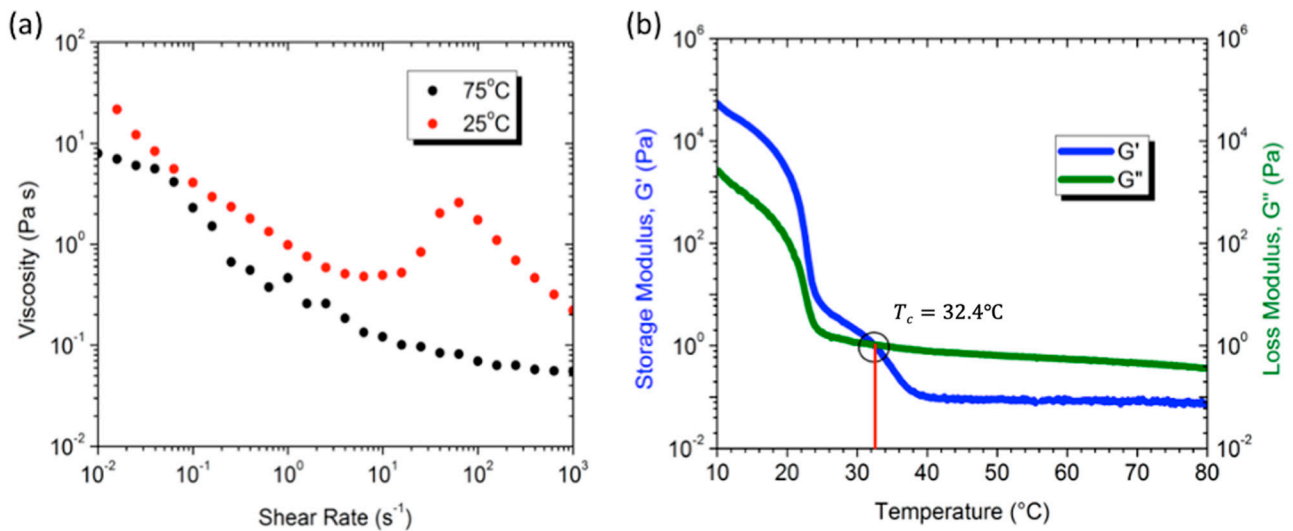 (a)
Viscosity (Pa s)
10²
10¹
10⁰
10⁻¹
10⁻²
75°C
25°C
10⁻² 10⁻¹ 10⁰ 10¹ 10² 10³
Shear Rate (s⁻¹)
(b)
Storage Modulus, G' (Pa)
10⁶
10⁴
10²
10⁰
10⁻²
G'
G"
T_c = 32.4°C
10⁶
10⁴
10²
10⁰
10⁻²
Loss Modulus, G" (Pa)
10 20 30 40 50 60 70 80
Temperature (°C)